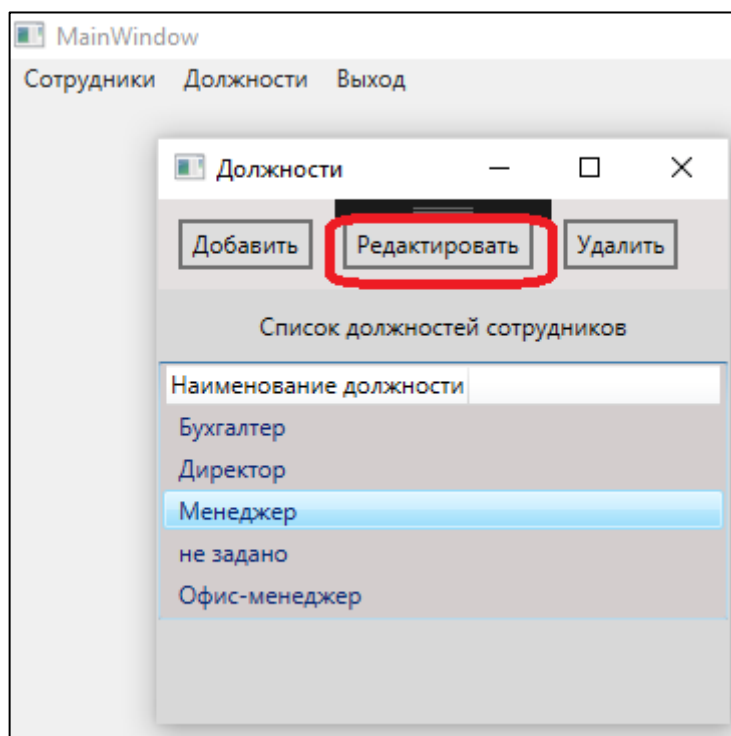 MainWindow
Сотрудники Должности Выход
Должности
Добавить Редактировать Удалить
Список должностей сотрудников
Наименование должности
Бухгалтер
Директор
Менеджер
не задано
Офис-менеджер